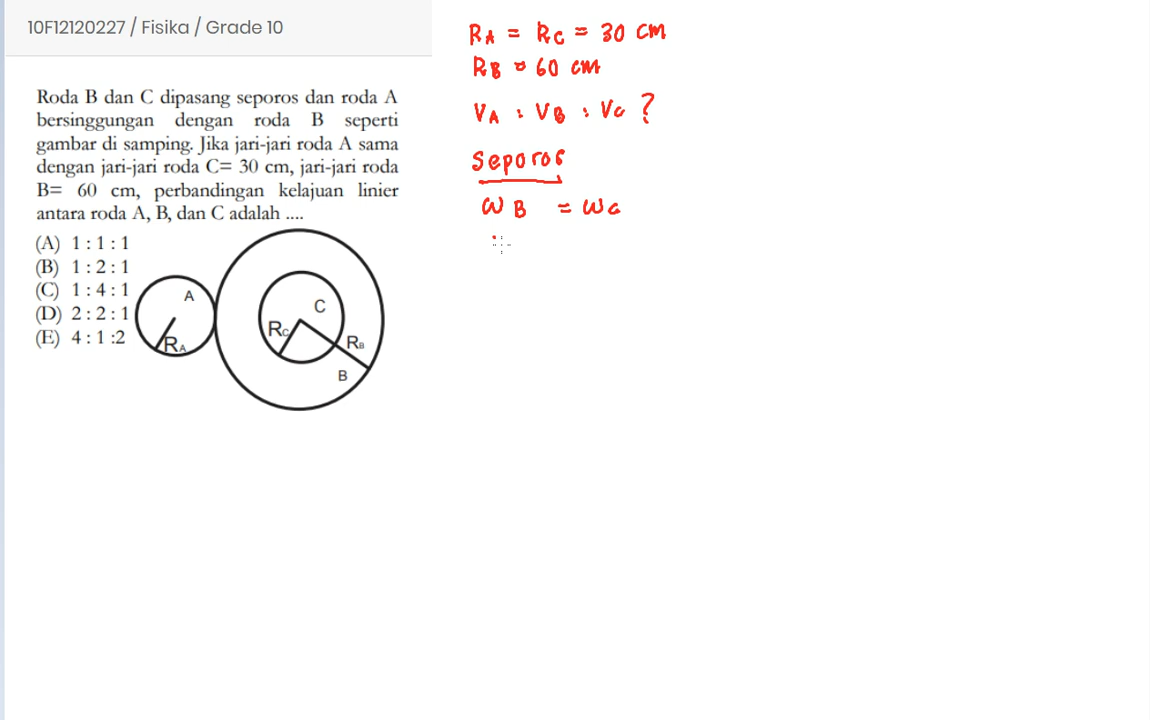 10F12120227 / Fisika / Grade 10
Roda B dan C dipasang seporos dan roda A
bersinggungan dengan roda B seperti
gambar di samping. Jika jari-jari roda A sama
dengan jari-jari roda C= 30 cm, jari-jari roda
B= 60 cm, perbandingan kelajuan linier
antara roda A, B, dan C adalah ....
(A) 1 : 1 : 1
(B) 1 : 2 : 1
(C) 1 : 4 : 1
(D) 2 : 2 : 1
(E) 4 : 1 :2
A
RA
C
RC
RB
B
RA = RC = 30 cm
RB = 60 cm
VA : VB : VC ?
Seporos
ωB = ωC